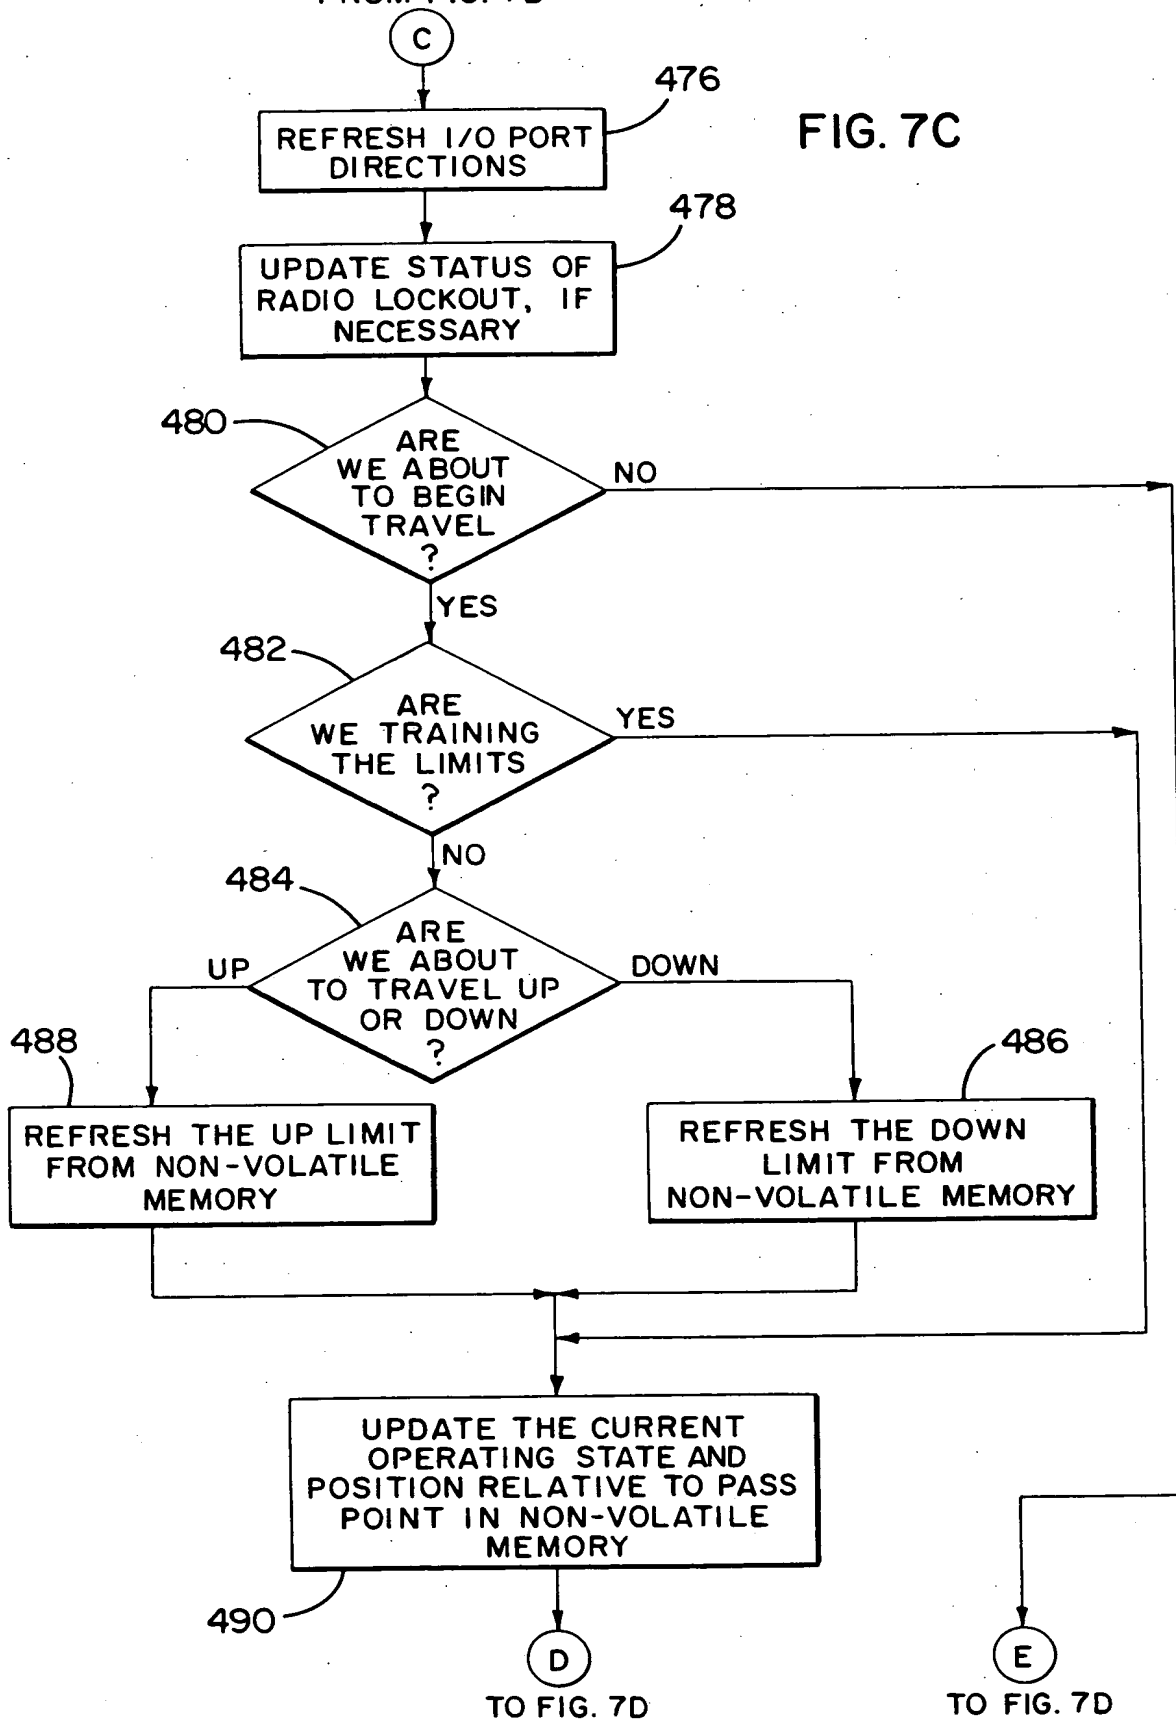 C
476
REFRESH I/O PORT
DIRECTIONS
FIG. 7C
478
UPDATE STATUS OF
RADIO LOCKOUT, IF
NECESSARY
480
ARE
WE ABOUT
TO BEGIN
TRAVEL
?
NO
YES
482
ARE
WE TRAINING
THE LIMITS
?
YES
NO
484
ARE
WE ABOUT
TO TRAVEL UP
OR DOWN
?
UP
DOWN
488
REFRESH THE UP LIMIT
FROM NON-VOLATILE
MEMORY
486
REFRESH THE DOWN
LIMIT FROM
NON-VOLATILE MEMORY
UPDATE THE CURRENT
OPERATING STATE AND
POSITION RELATIVE TO PASS
POINT IN NON-VOLATILE
MEMORY
490
D
TO FIG. 7D
E
TO FIG. 7D